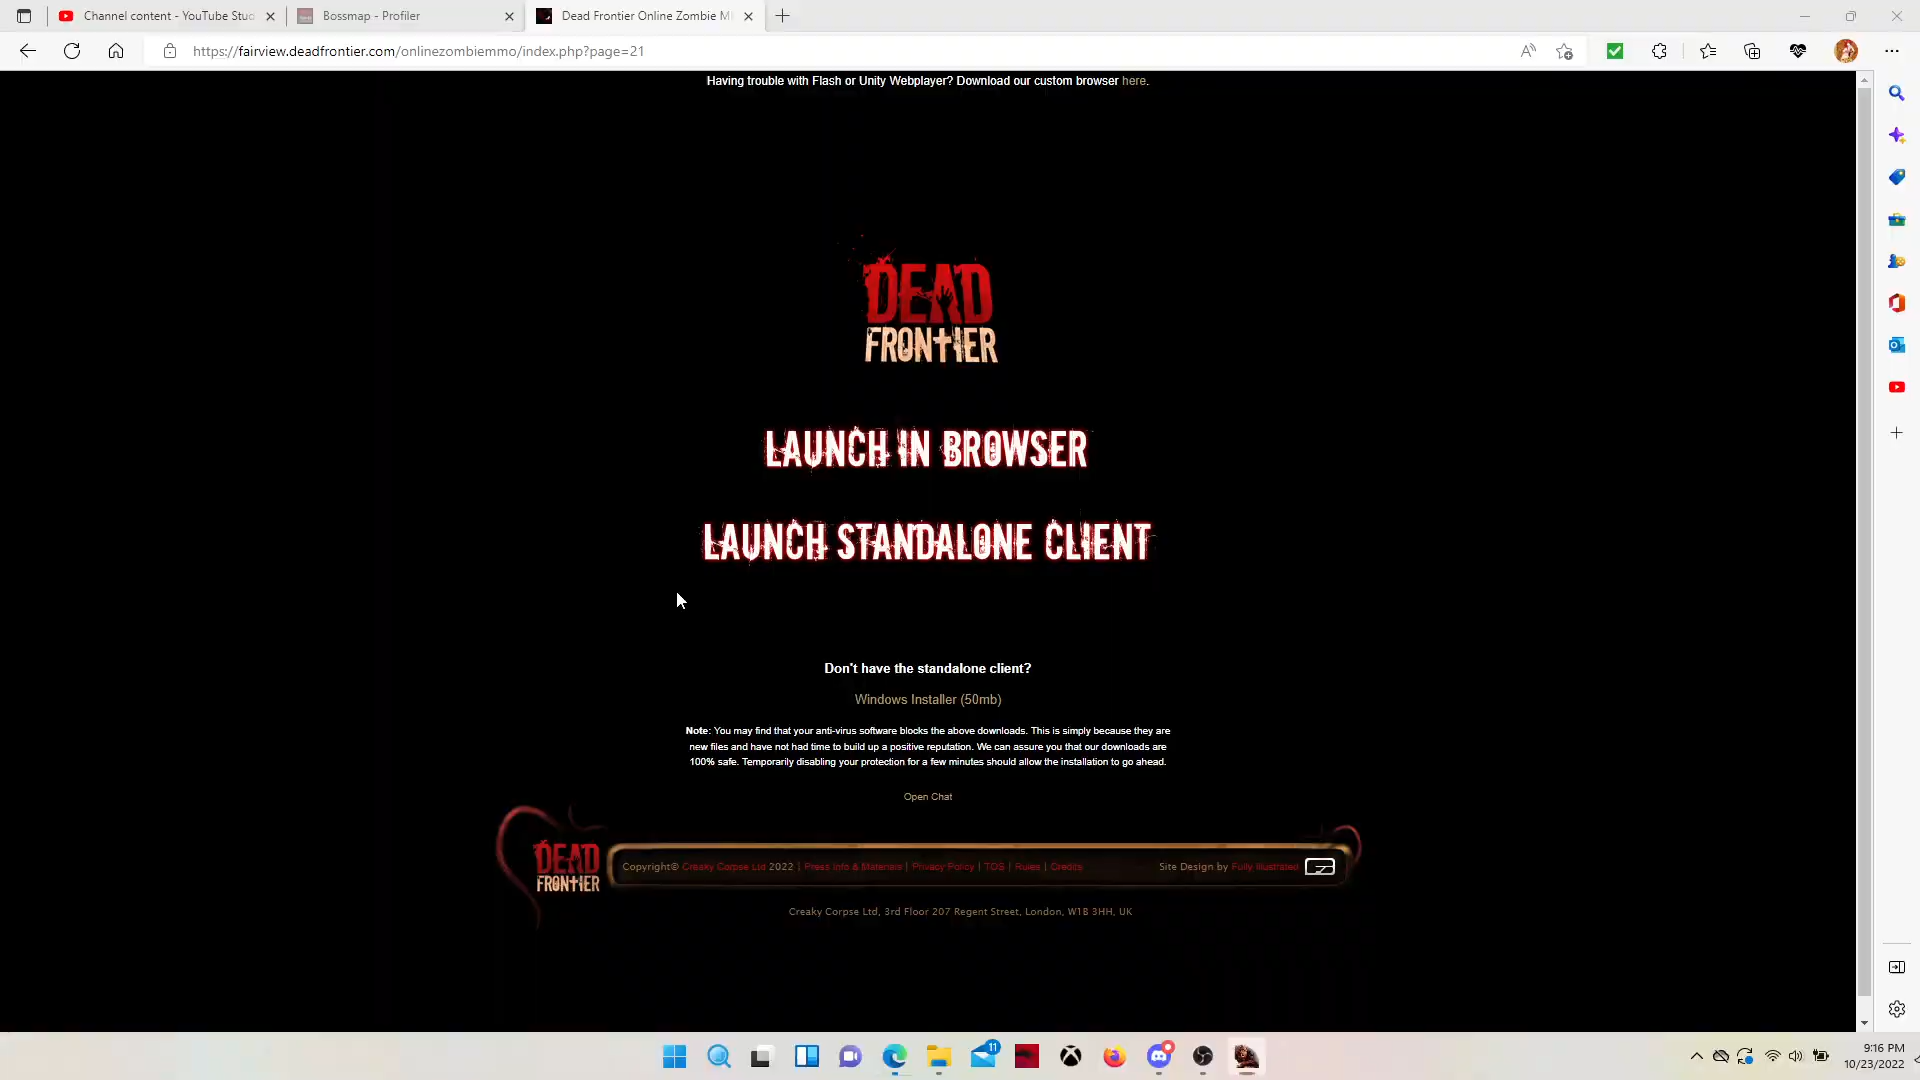 Channel content - YouTube Stu
Bossmap - Profiler
Dead Frontier Online Zombie M
https://fairview.deadfrontier.com/onlinezombiemmo/index.php?page=21
Having trouble with Flash or Unity Webplayer? Download our custom browser here.
DEAD
FRONTIER
LAUNCH IN BROWSER
LAUNCH STANDALONE CLIENT
Don't have the standalone client?
Windows Installer (50mb)
Note: You may find that your anti-virus software blocks the above downloads. This is simply because they are
new files and have not had time to build up a positive reputation. We can assure you that our downloads are
100% safe. Temporarily disabling your protection for a few minutes should allow the installation to go ahead.
Open Chat
DEAD
FRONTIER
Copyright© Creaky Corpse Ltd 2022 | Press Info & Materials | Privacy Policy | TOS | Rules | Credits
Site Design by Fully Illustrated
Creaky Corpse Ltd, 3rd Floor 207 Regent Street, London, W1B 3HH, UK
11
9:16 PM
10/23/2022